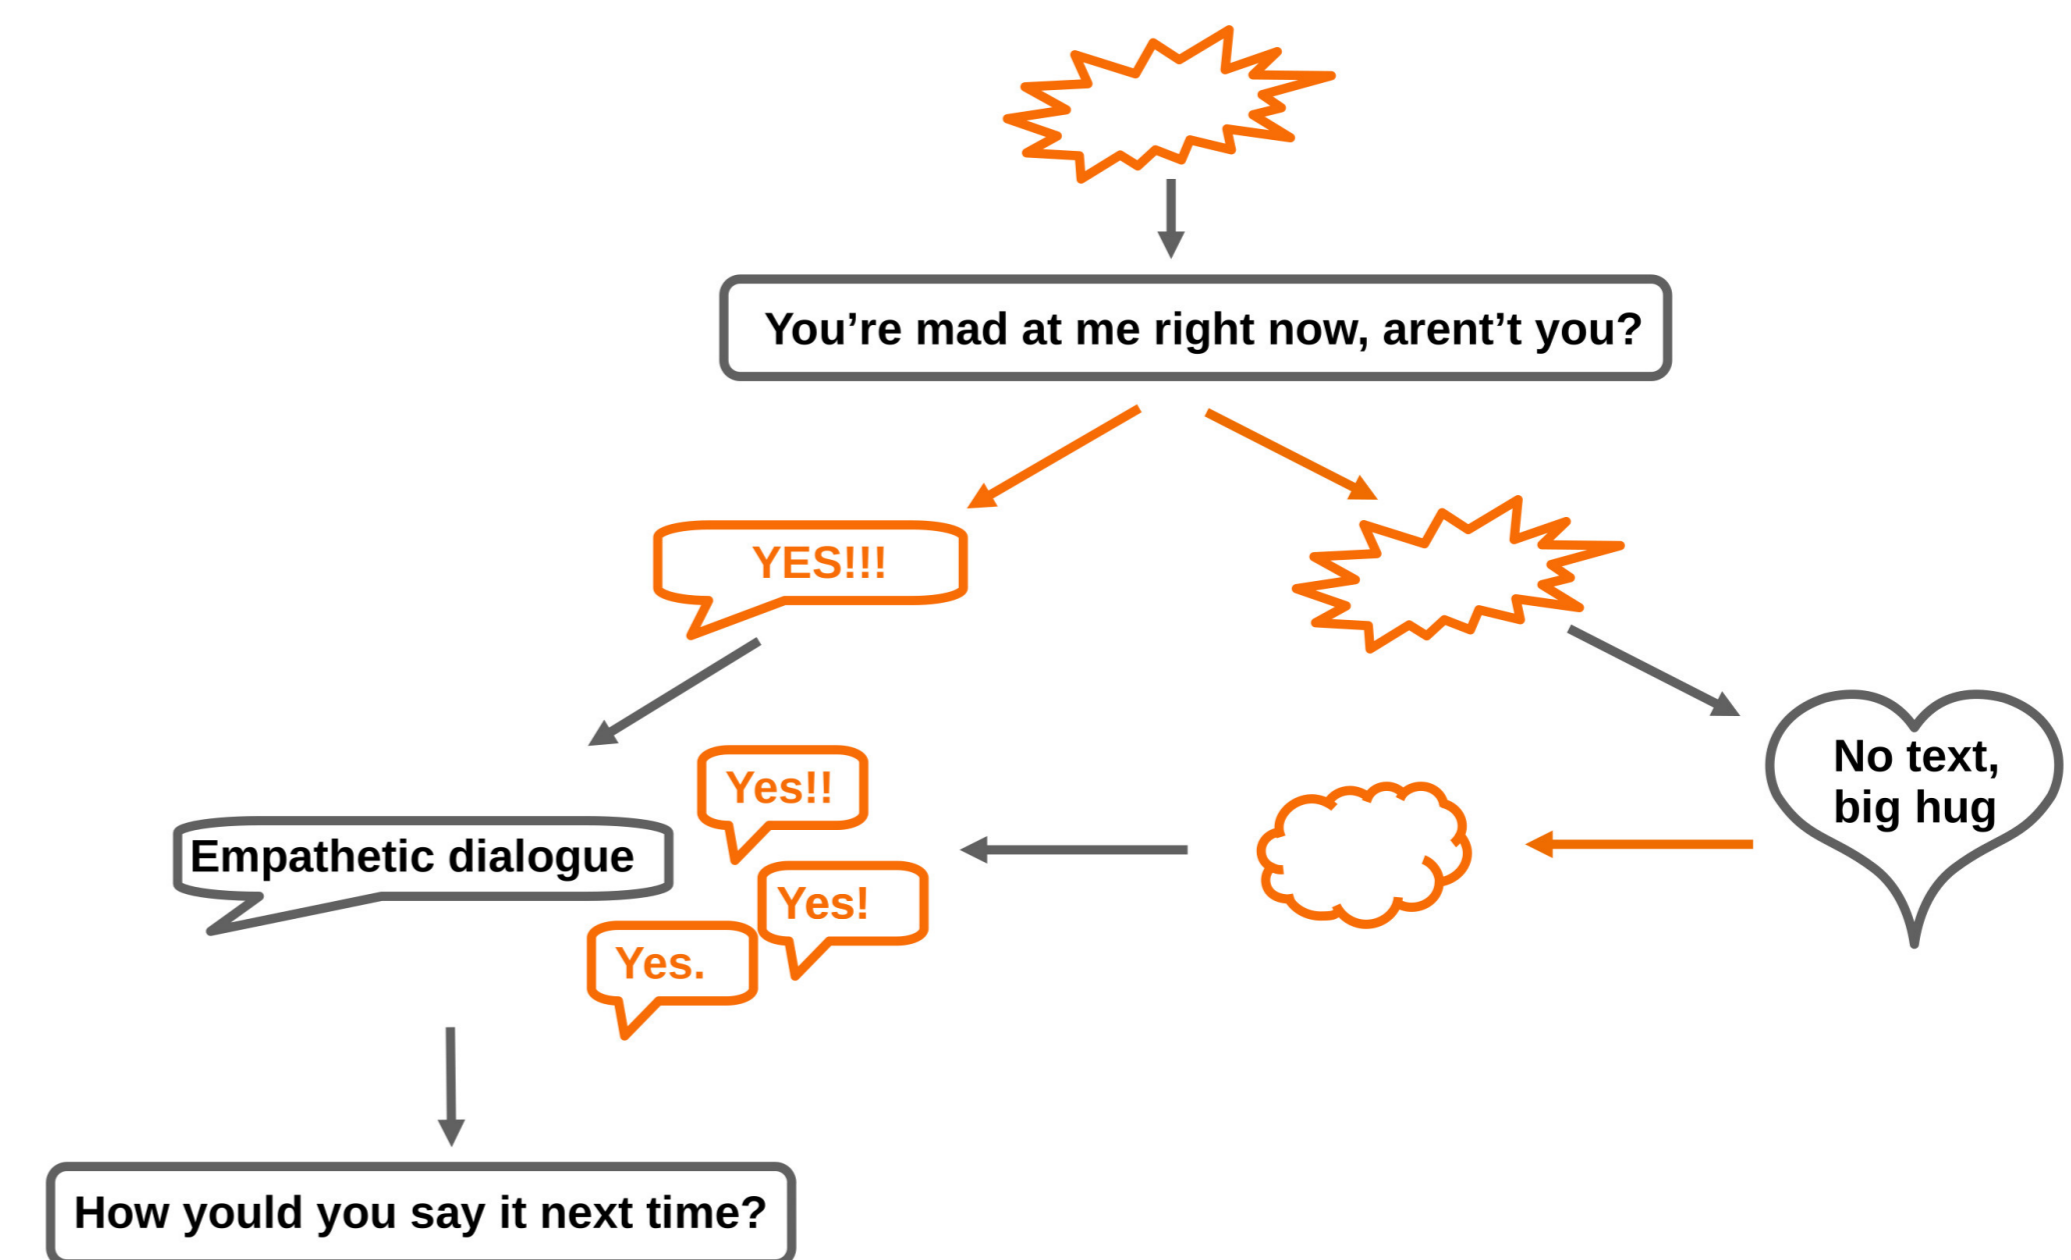 You’re mad at me right now, arent’t you?
YES!!!
No text,
big hug
Yes!!
Empathetic dialogue
Yes!
Yes.
How yould you say it next time?